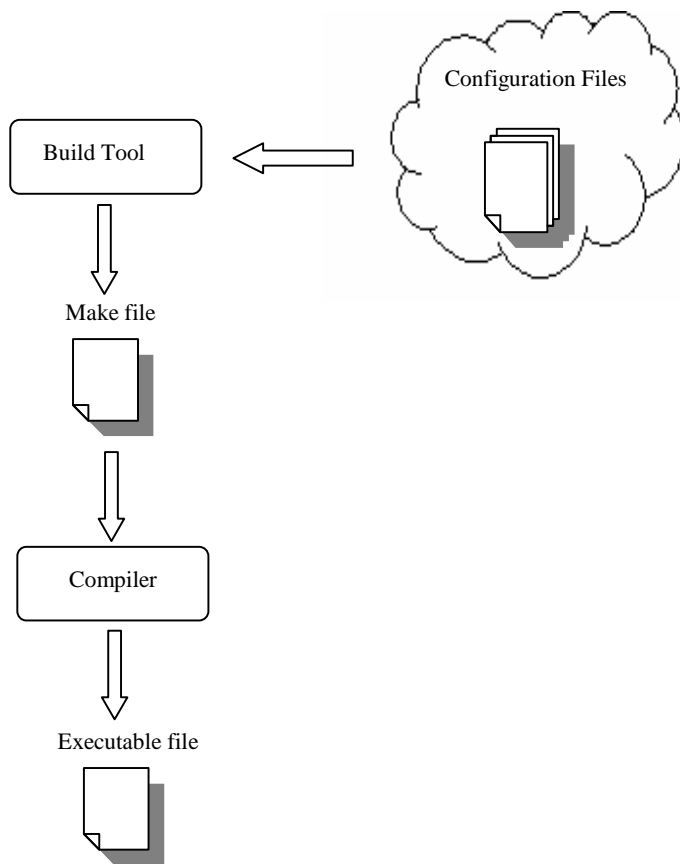 Configuration Files
Build Tool
Make file
Compiler
Executable file